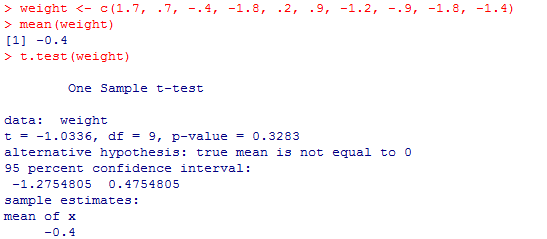 > weight <- c(1.7, .7, -.4, -1.8, .2, .9, -1.2, -.9, -1.8, -1.4)
> mean(weight)
[1] -0.4
> t.test(weight)
One Sample t-test
data:  weight
t = -1.0336, df = 9, p-value = 0.3283
alternative hypothesis: true mean is not equal to 0
95 percent confidence interval:
-1.2754805  0.4754805
sample estimates:
mean of x
-0.4